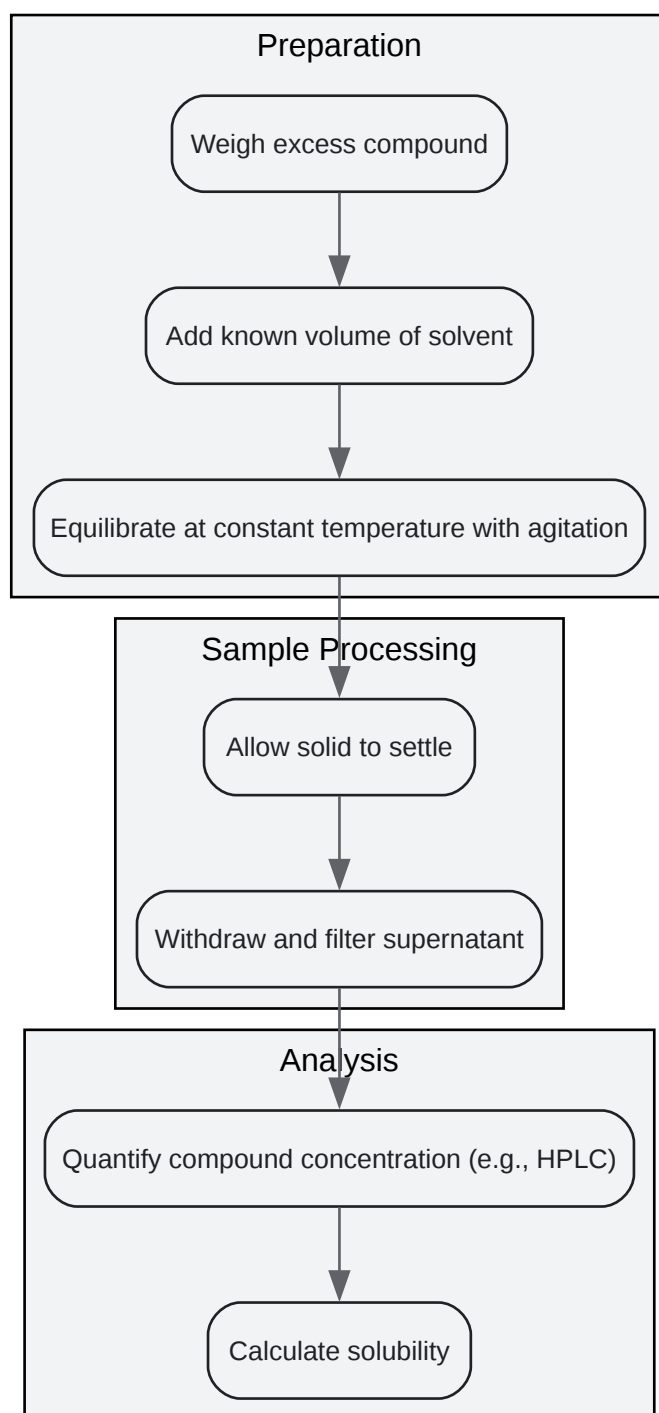 Preparation
Weigh excess compound
Add known volume of solvent
Equilibrate at constant temperature with agitation
Sample Processing
Allow solid to settle
Withdraw and filter supernatant
Analysis
Quantify compound concentration (e.g., HPLC)
Calculate solubility